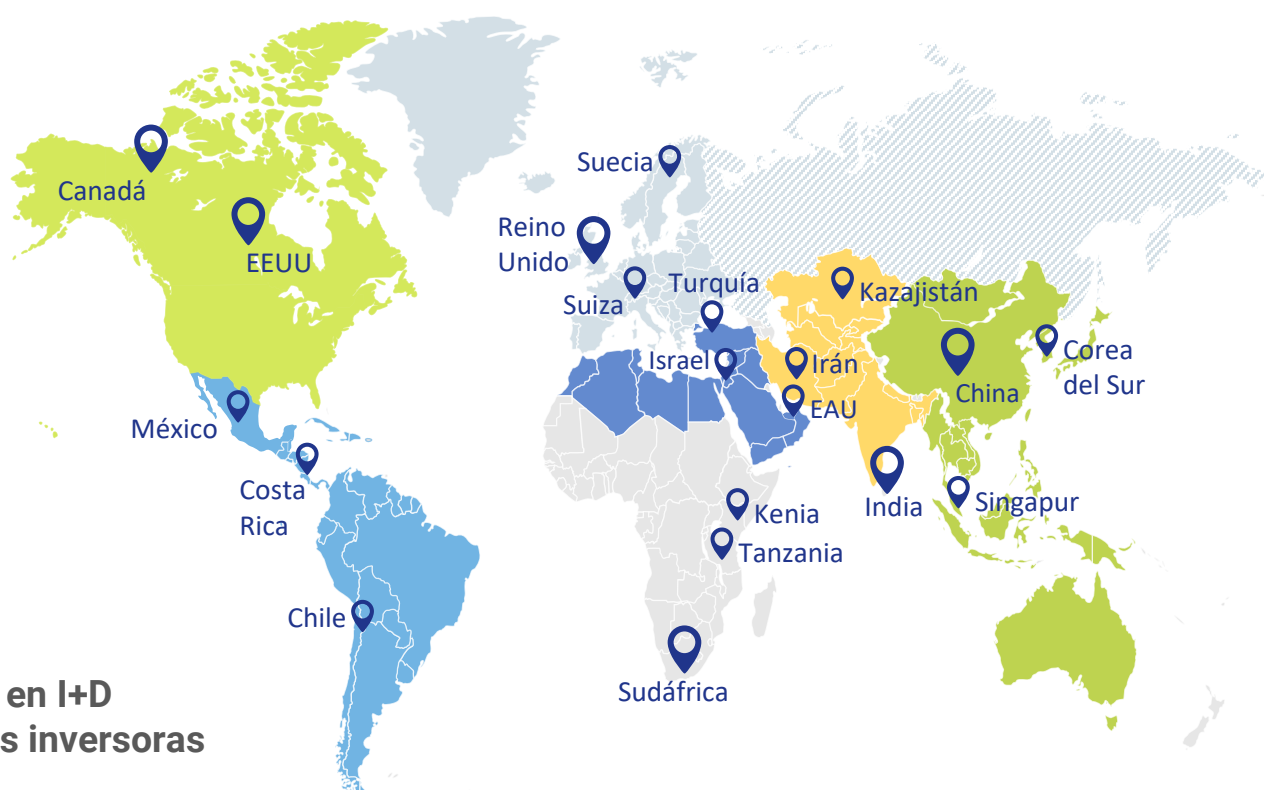 Suecia
Canadá
Reino
Unido
EEUU
Turquía
Suiza
Kazajistán
Israel
Irán
Corea
del Sur
China
EAU
México
Costa
Rica
India
Singapur
Kenia
Tanzania
Chile
Sudáfrica
en I+D
s inversoras